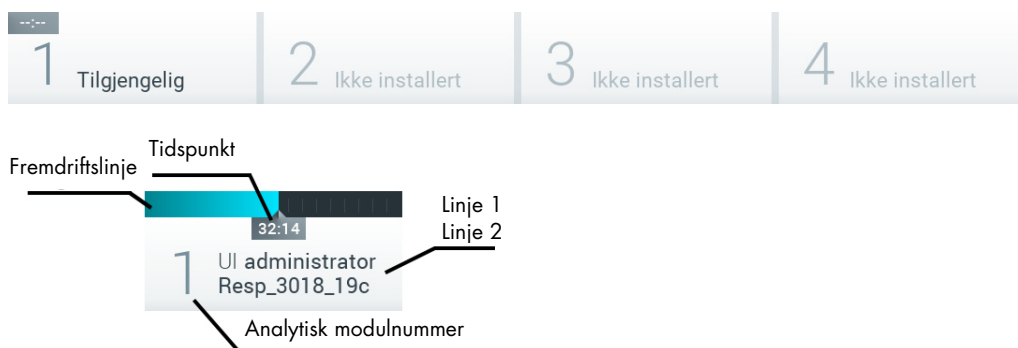 --:--
1 Tilgjengelig
2 Ikke installert
3 Ikke installert
4 Ikke installert
Tidspunkt
Fremdriftslinje
Linje 1
32:14
Linje 2
1 UI administrator
Resp_3018_19c
Analytisk modulnummer